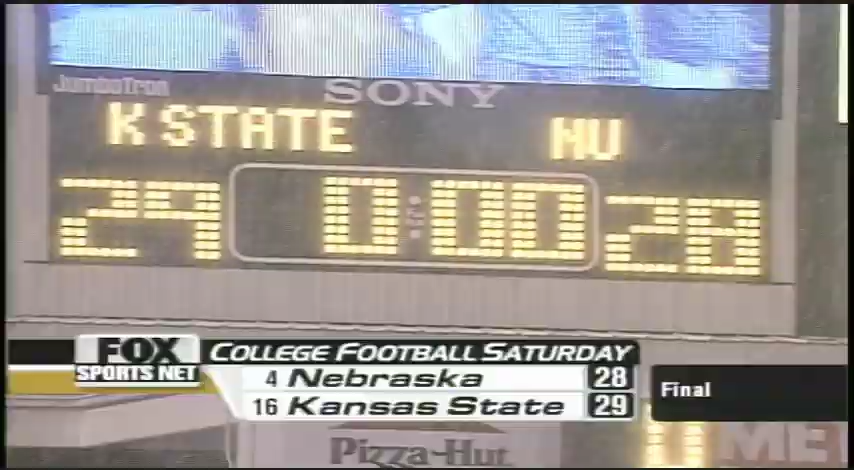 JumboTron
SONY
K STATE NU
29 0:00 28
FOX
SPORTS NET
COLLEGE FOOTBALL SATURDAY
4 Nebraska 28
16 Kansas State 29
Final
Pizza-Hut